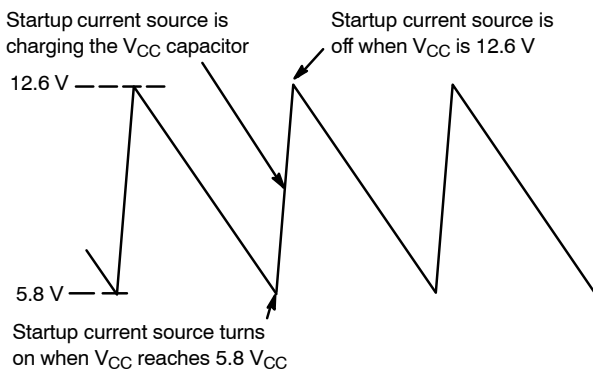 Startup current source is
charging the VCC capacitor
Startup current source is
off when VCC is 12.6 V
12.6 V
5.8 V
Startup current source turns
on when VCC reaches 5.8 VCC